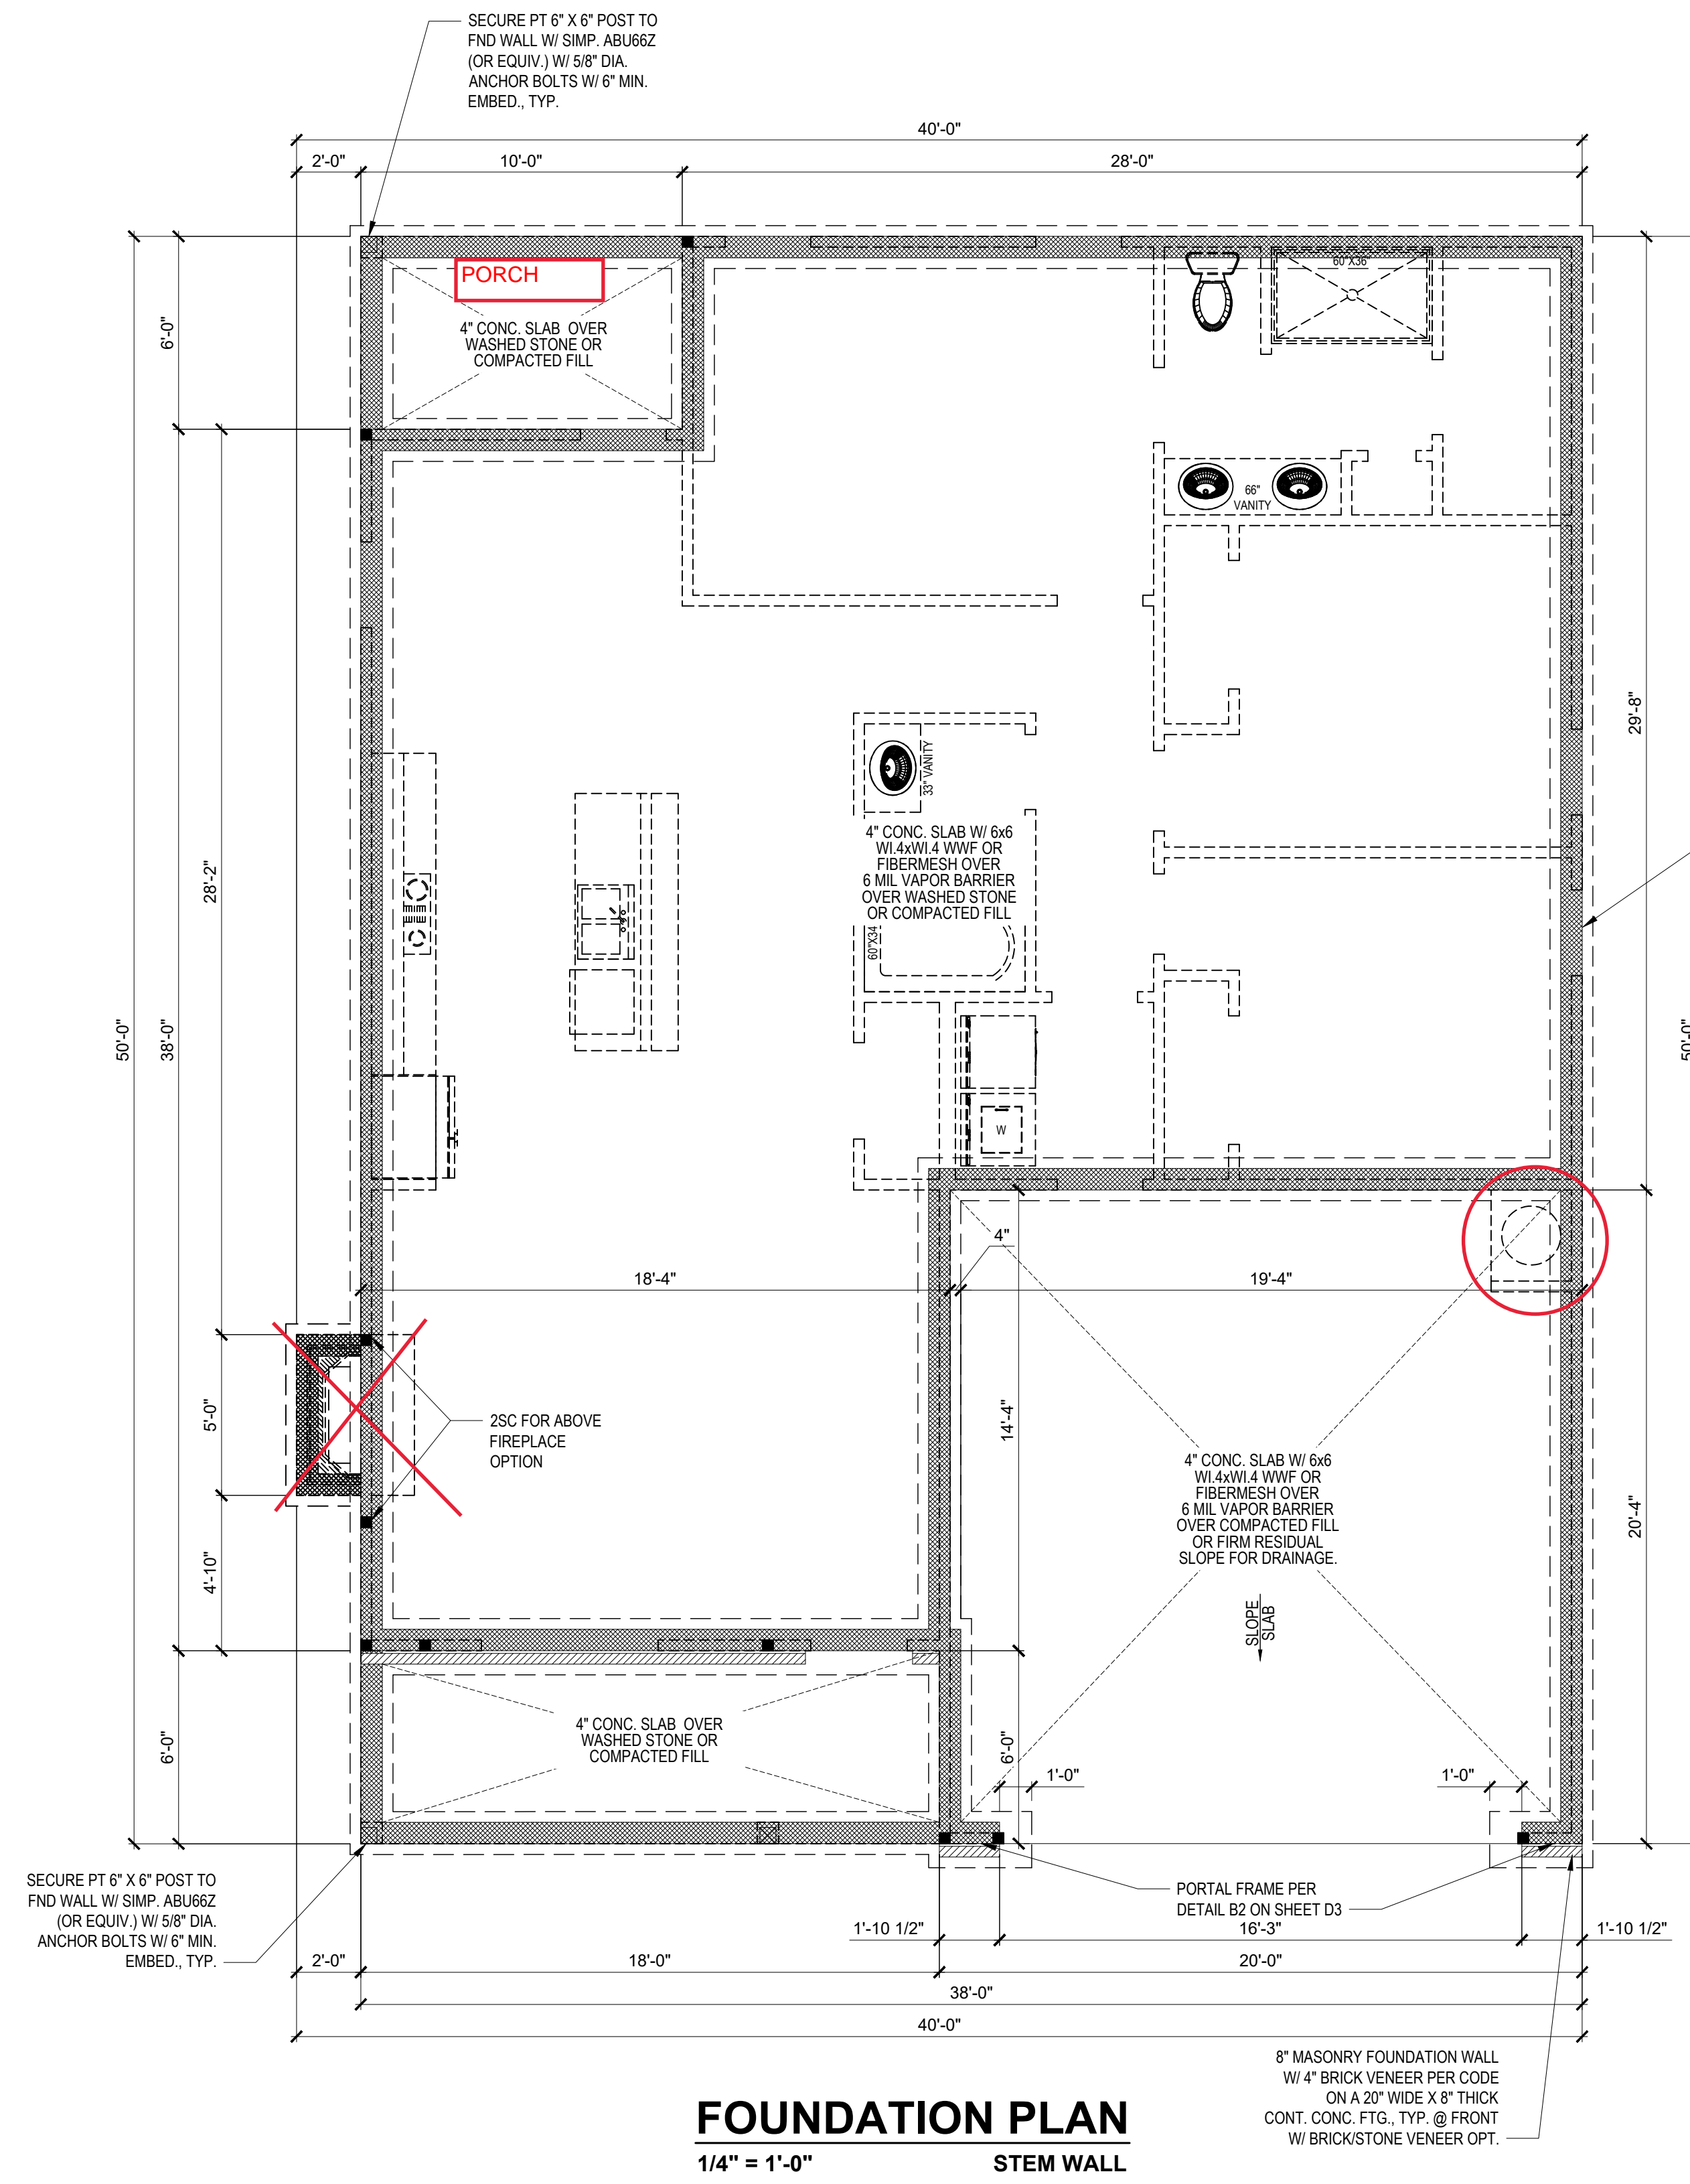 SECURE PT 6" X 6" POST TO
FND WALL W/ SIMP. ABU66Z
(OR EQUIV.) W/ 5/8" DIA.
ANCHOR BOLTS W/ 6" MIN.
EMBED., TYP.
40'-0"
2'-0"
10'-0"
28'-0"
PORCH
4" CONC. SLAB OVER
WASHED STONE OR
COMPACTED FILL
6'-0"
60"X36"
66"
VANITY
29'-8"
33" VANITY
4" CONC. SLAB W/ 6x6
WI.4xWI.4 WWF OR
FIBERMESH OVER
6 MIL VAPOR BARRIER
OVER WASHED STONE
OR COMPACTED FILL
60"X34
28'-2"
50'-0"
38'-0"
50'-0"
W
4"
18'-4"
19'-4"
5'-0"
2SC FOR ABOVE
FIREPLACE
OPTION
14'-4"
4" CONC. SLAB W/ 6x6
WI.4xWI.4 WWF OR
FIBERMESH OVER
6 MIL VAPOR BARRIER
OVER COMPACTED FILL
OR FIRM RESIDUAL
SLOPE FOR DRAINAGE.
20'-4"
4'-10"
SLOPE
SLAB
6'-0"
4" CONC. SLAB OVER
WASHED STONE OR
COMPACTED FILL
6'-0"
1'-0"
1'-0"
SECURE PT 6" X 6" POST TO
FND WALL W/ SIMP. ABU66Z
(OR EQUIV.) W/ 5/8" DIA.
ANCHOR BOLTS W/ 6" MIN.
EMBED., TYP.
PORTAL FRAME PER
DETAIL B2 ON SHEET D3
1'-10 1/2"
16'-3"
1'-10 1/2"
2'-0"
18'-0"
20'-0"
38'-0"
40'-0"
8" MASONRY FOUNDATION WALL
W/ 4" BRICK VENEER PER CODE
ON A 20" WIDE X 8" THICK
CONT. CONC. FTG., TYP. @ FRONT
W/ BRICK/STONE VENEER OPT.
FOUNDATION PLAN
1/4" = 1'-0"
STEM WALL